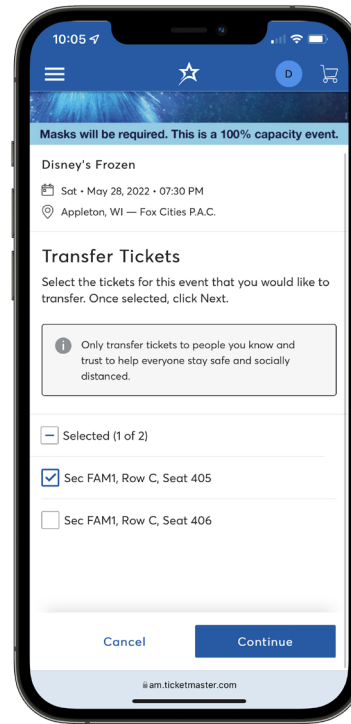 10:05
D
Masks will be required. This is a 100% capacity event.
Disney's Frozen
Sat • May 28, 2022 • 07:30 PM
Appleton, WI — Fox Cities P.A.C.
Transfer Tickets
Select the tickets for this event that you would like to
transfer. Once selected, click Next.
Only transfer tickets to people you know and
trust to help everyone stay safe and socially
distanced.
Selected (1 of 2)
Sec FAM1, Row C, Seat 405
Sec FAM1, Row C, Seat 406
Cancel Continue
am.ticketmaster.com